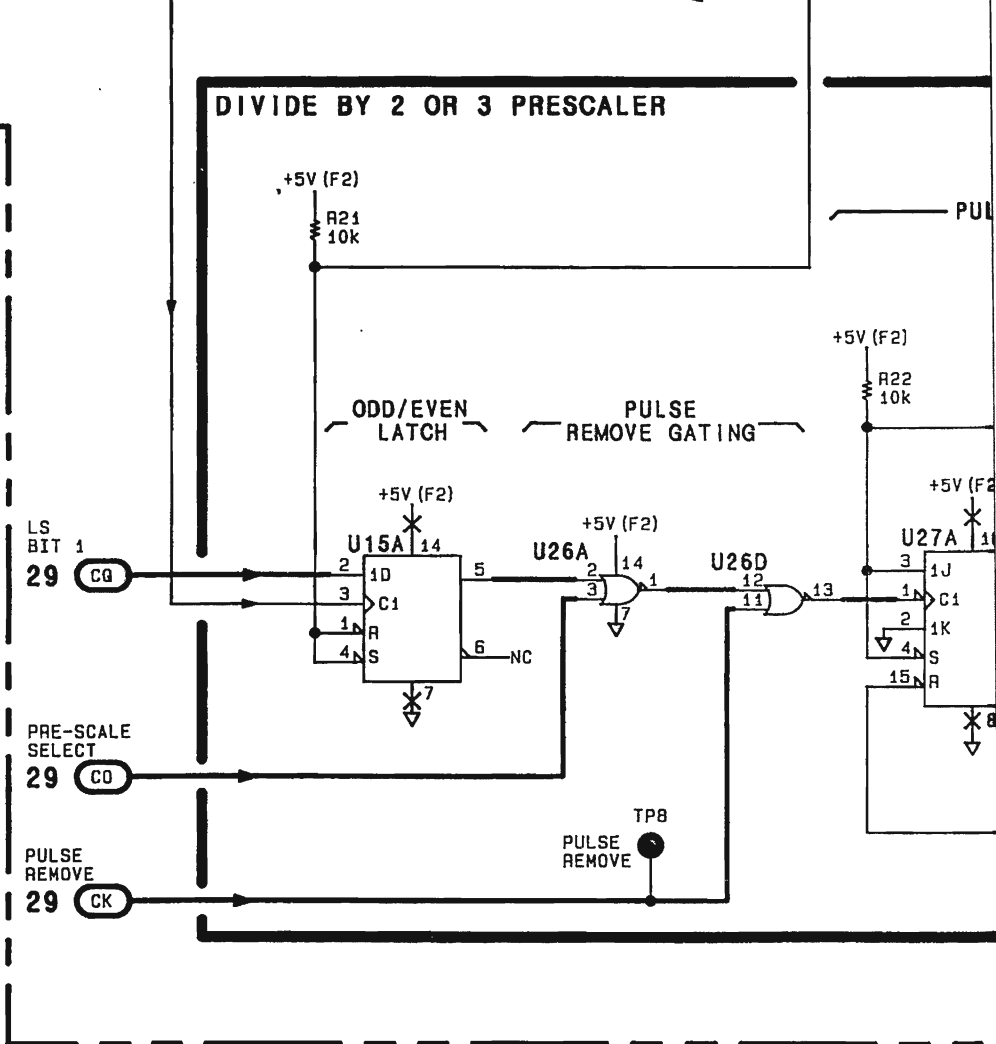 DIVIDE BY 2 OR 3 PRESCALER
+5V (F2)
R21
10k
PUL
+5V (F2)
R22
10k
ODD/EVEN
LATCH
PULSE
REMOVE GATING
+5V (F2)
+5V (F2)
+5V (F2
LS
BIT 1
29 CQ
U15A 14
2 1D 5
3 C1
1 R
4 S 6 NC
7
U26A
14
2 1
3
7
U26D
12
11 13
U27A
3 1J
1 C1
2 1K
4 S
15 R
8
PRE-SCALE
SELECT
29 CO
TP8
PULSE
REMOVE
PULSE
REMOVE
29 CK